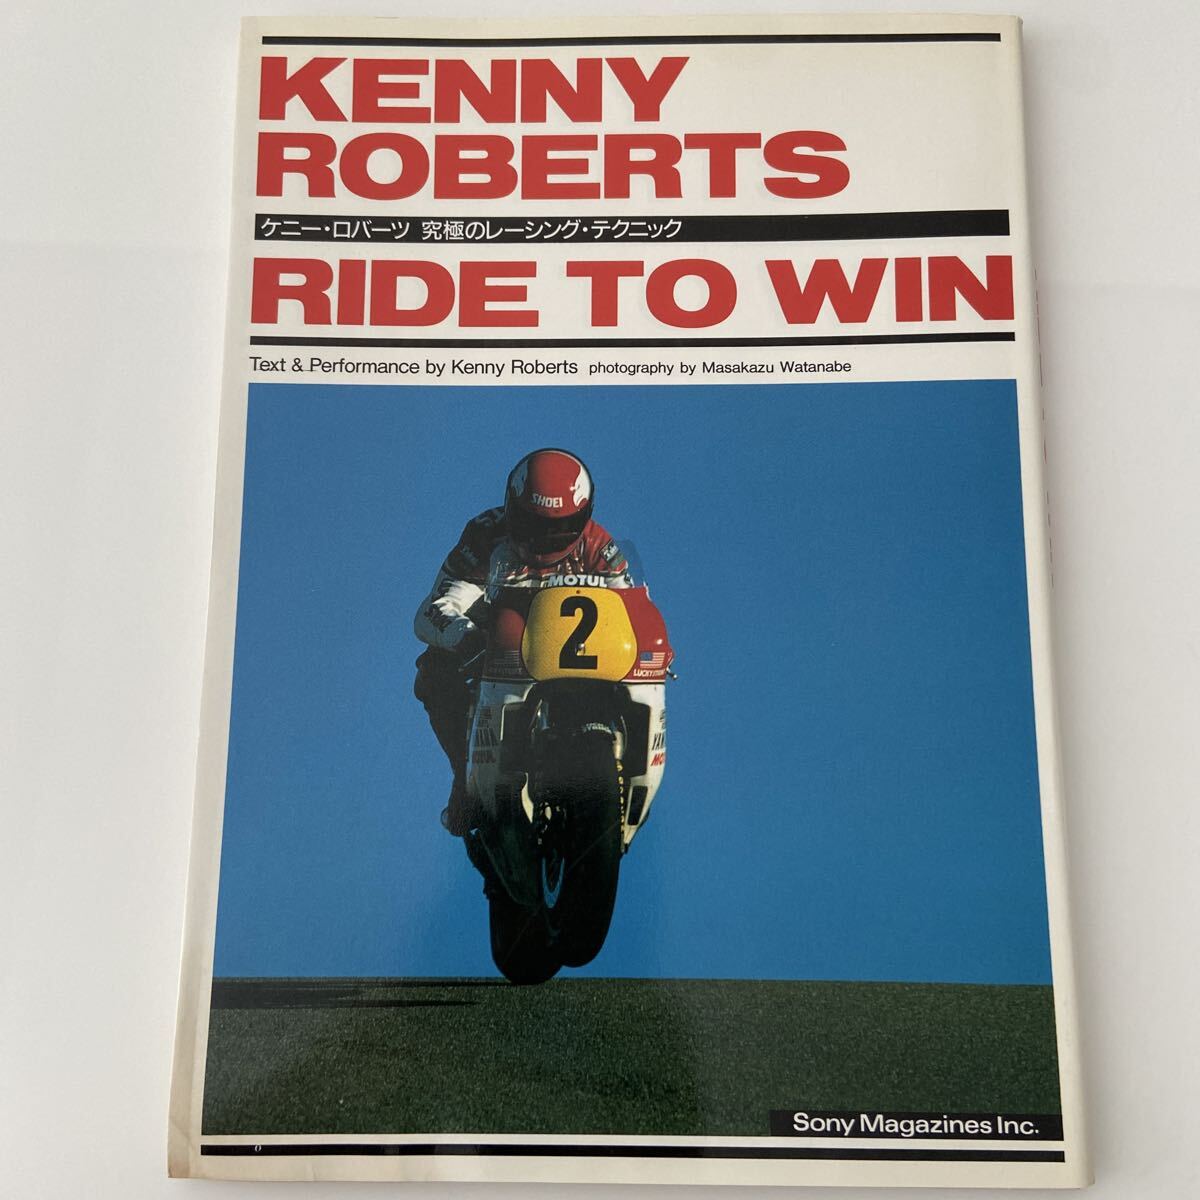 KENNY
ROBERTS
ケニー・ロバーツ 究極のレーシング・テクニック
RIDE TO WIN
Text & Performance by Kenny Roberts photography by Masakazu Watanabe
SHOEI
MOTUL
2
LUCKY STRIKE
Sony Magazines Inc.